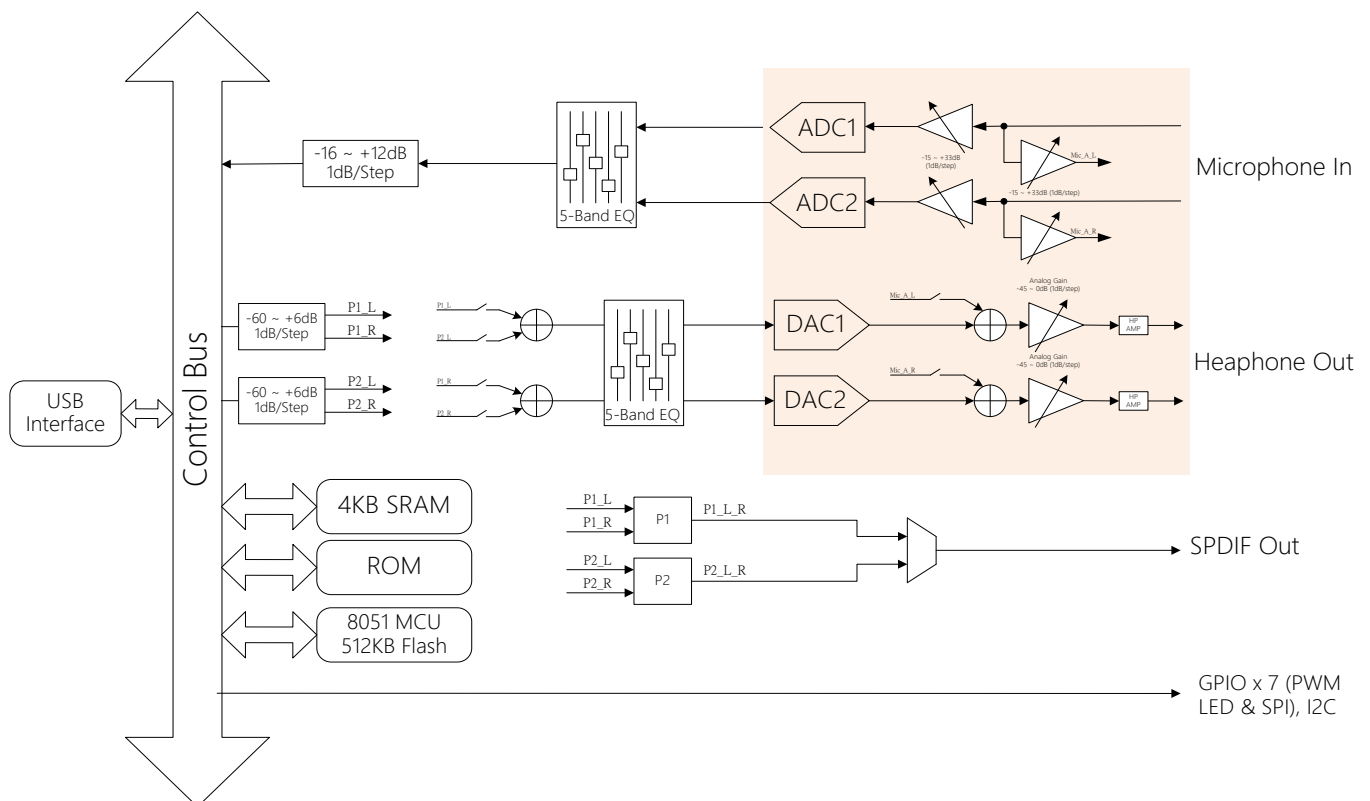 ADC1
-16 ~ +12dB
1dB/Step
-15 ~ +33dB
(1dB/step)
Mic_A_L
Microphone In
ADC2
-15 ~ +33dB (1dB/step)
5-Band EQ
Mic_A_R
Analog Gain
-45 ~ 0dB (1dB/step)
-60 ~ +6dB
1dB/Step
P1_L
P1_R
P1_L
P2_L
Mic_A_L
DAC1
HP
AMP
Heaphone Out
Analog Gain
-45 ~ 0dB (1dB/step)
-60 ~ +6dB
1dB/Step
P2_L
P2_R
P1_R
P2_R
5-Band EQ
Mic_A_R
DAC2
HP
AMP
USB
Interface
Control Bus
4KB SRAM
ROM
8051 MCU
512KB Flash
P1_L
P1_R
P1
P1_L_R
P2_L
P2_R
P2
P2_L_R
SPDIF Out
GPIO x 7 (PWM
LED & SPI), I2C